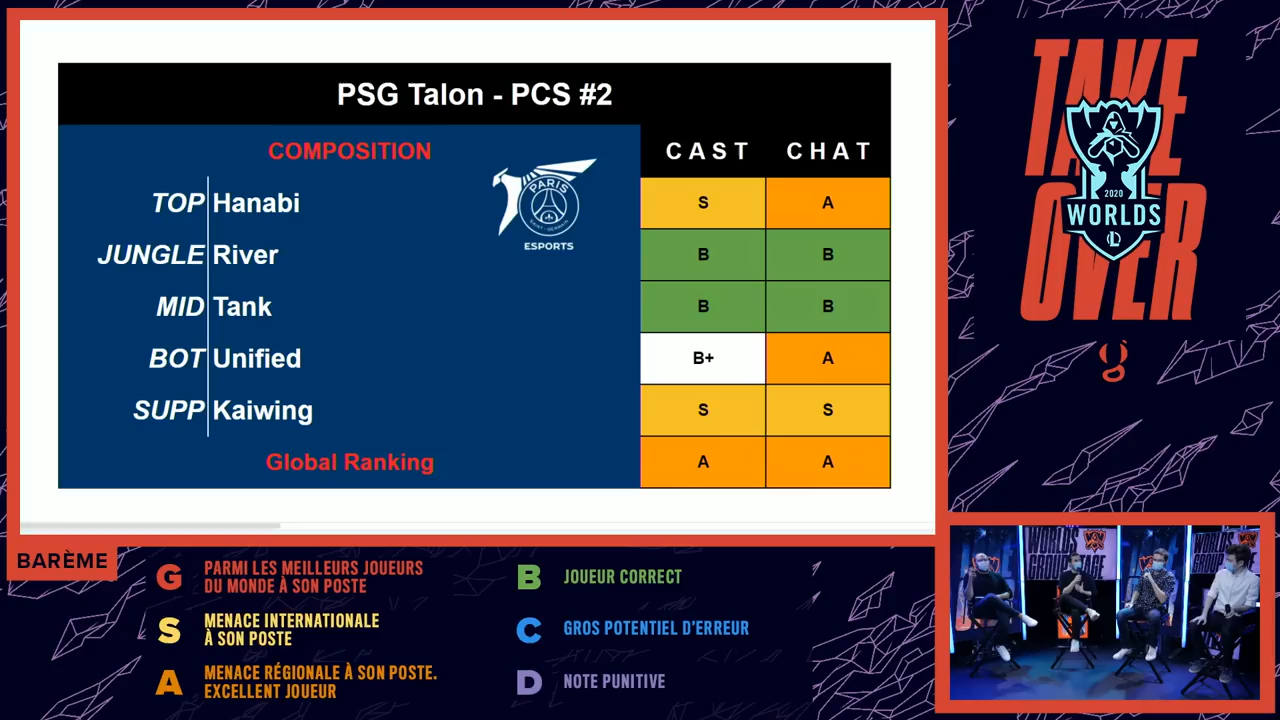 PSG Talon - PCS #2
COMPOSITION
CAST CHAT
TOP Hanabi S A
JUNGLE River B B
MID Tank B B
BOT Unified B+ A
SUPP Kaiwing S S
Global Ranking A A
PARIS
SAINT-GERMAIN
ESPORTS
TAKE
OVER
2020
WORLDS
BARÈME
G PARMI LES MEILLEURS JOUEURS
DU MONDE À SON POSTE
S MENACE INTERNATIONALE
À SON POSTE
A MENACE RÉGIONALE À SON POSTE.
EXCELLENT JOUEUR
B JOUEUR CORRECT
C GROS POTENTIEL D'ERREUR
D NOTE PUNITIVE